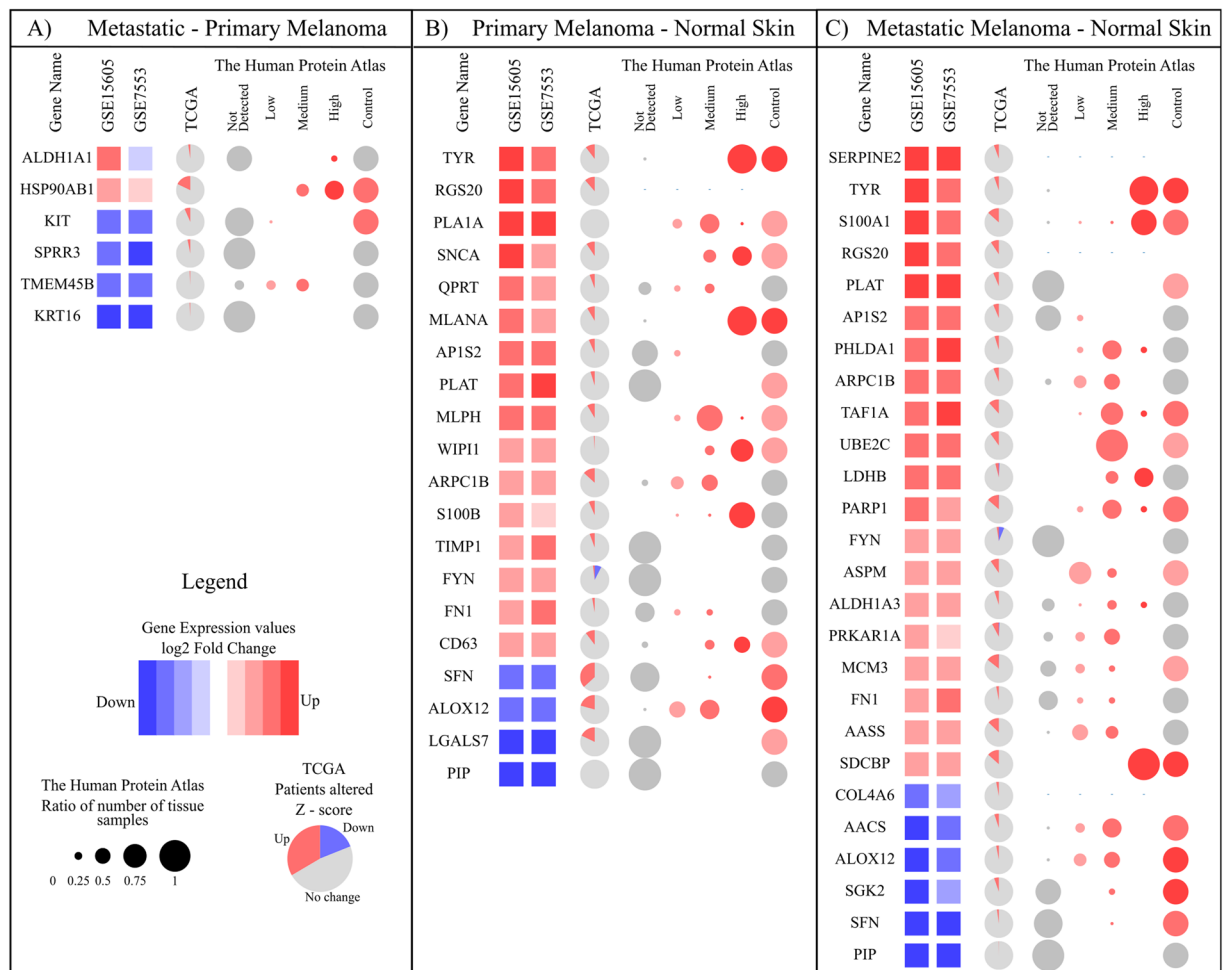 A) Metastatic - Primary Melanoma
Gene Name
GSE15605
GSE7553
TCGA
The Human Protein Atlas
Not
Detected
Low
Medium
High
Control
ALDH1A1
HSP90AB1
KIT
SPRR3
TMEM45B
KRT16
Legend
Gene Expression values
log2 Fold Change
Down
Up
The Human Protein Atlas
Ratio of number of tissue
samples
0 0.25 0.5 0.75 1
TCGA
Patients altered
Z - score
Up
Down
No change
B) Primary Melanoma - Normal Skin
Gene Name
GSE15605
GSE7553
TCGA
The Human Protein Atlas
Not
Detected
Low
Medium
High
Control
TYR
RGS20
PLA1A
SNCA
QPRT
MLANA
AP1S2
PLAT
MLPH
WIPI1
ARPC1B
S100B
TIMP1
FYN
FN1
CD63
SFN
ALOX12
LGALS7
PIP
C) Metastatic Melanoma - Normal Skin
Gene Name
GSE15605
GSE7553
TCGA
The Human Protein Atlas
Not
Detected
Low
Medium
High
Control
SERPINE2
TYR
S100A1
RGS20
PLAT
AP1S2
PHLDA1
ARPC1B
TAF1A
UBE2C
LDHB
PARP1
FYN
ASPM
ALDH1A3
PRKAR1A
MCM3
FN1
AASS
SDCBP
COL4A6
AACS
ALOX12
SGK2
SFN
PIP